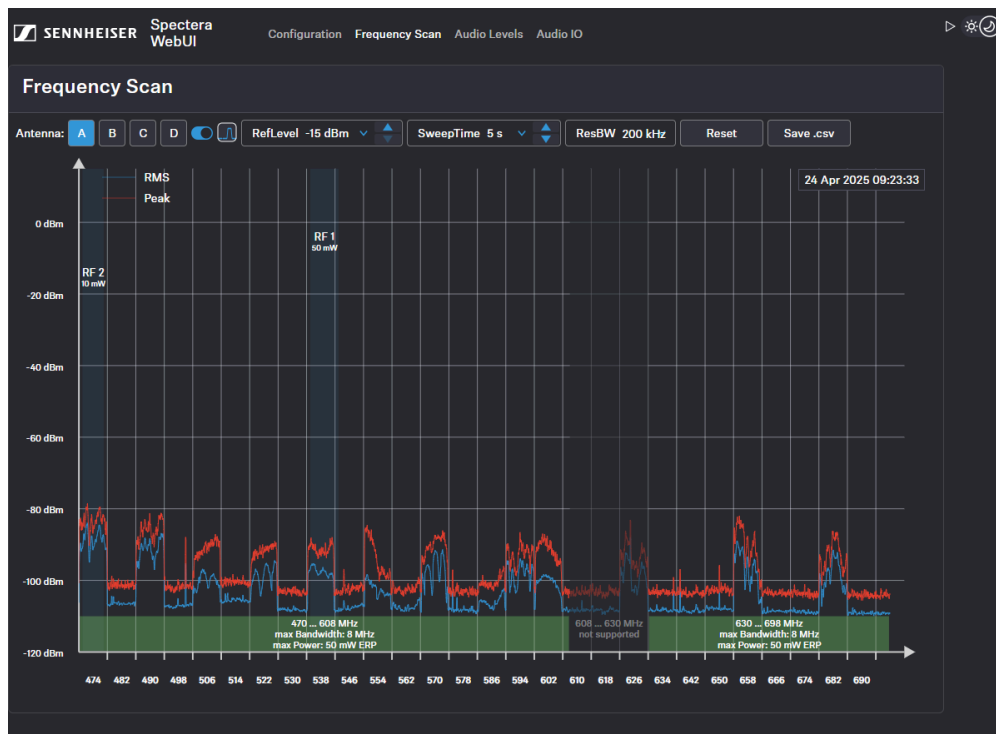 SENNHEISER
Spectera
WebUI
Configuration Frequency Scan Audio Levels Audio IO
Frequency Scan
Antenna: A B C D RefLevel -15 dBm SweepTime 5 s ResBW 200 kHz Reset Save .csv
RMS
Peak
24 Apr 2025 09:23:33
0 dBm
RF 1
50 mW
RF 2
10 mW
-20 dBm
-40 dBm
-60 dBm
-80 dBm
-100 dBm
-120 dBm
470 ... 608 MHz
max Bandwidth: 8 MHz
max Power: 50 mW ERP
608 ... 630 MHz
not supported
630 ... 698 MHz
max Bandwidth: 8 MHz
max Power: 50 mW ERP
474 482 490 498 506 514 522 530 538 546 554 562 570 578 586 594 602 610 618 626 634 642 650 658 666 674 682 690